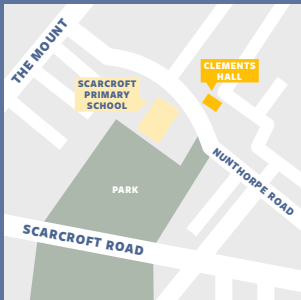 THE MOUNT
CLEMENTS
HALL
SCARCROFT
PRIMARY
SCHOOL
NUNTHORPE ROAD
PARK
SCARCROFT ROAD